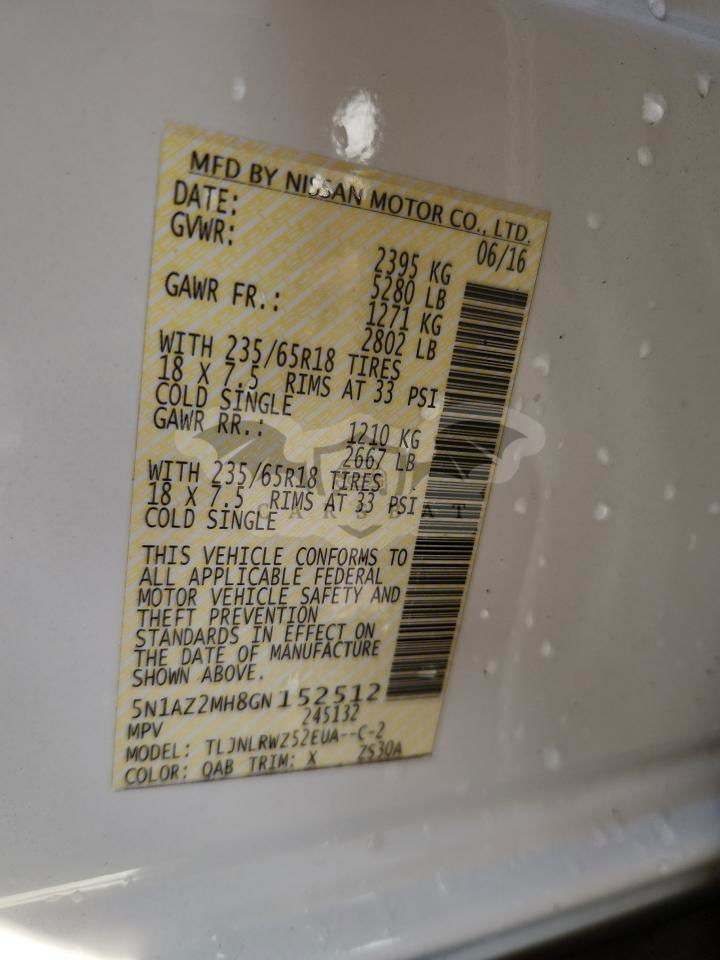 MFD BY NISSAN MOTOR CO., LTD.
DATE: 06/16
GVWR: 2395 KG
5280 LB
GAWR FR.: 1271 KG
2802 LB
WITH 235/65R18 TIRES
18 X 7.5 RIMS AT 33 PSI
COLD SINGLE
GAWR RR.: 1210 KG
2667 LB
WITH 235/65R18 TIRES
18 X 7.5 RIMS AT 33 PSI
COLD SINGLE
CARSBAT
THIS VEHICLE CONFORMS TO
ALL APPLICABLE FEDERAL
MOTOR VEHICLE SAFETY AND
THEFT PREVENTION
STANDARDS IN EFFECT ON
THE DATE OF MANUFACTURE
SHOWN ABOVE.
5N1AZ2MH8GN152512
MPV 245132
MODEL: TLJNLRWZ52EUA--C-2
COLOR: QAB TRIM: X ZS30A